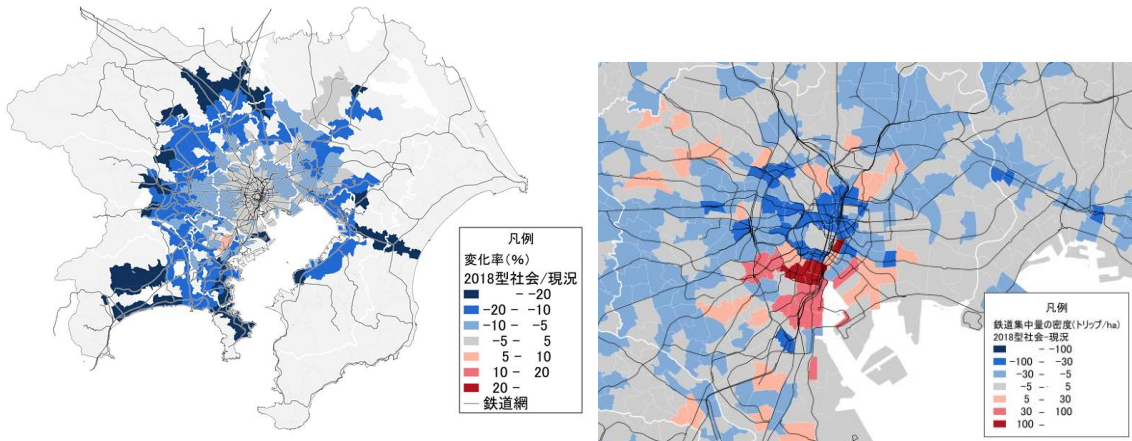 凡例
変化率(%)
2018型社会/現況
- -20
-20 - -10
-10 - -5
-5 5
5 - 10
10 - 20
20 -
鉄道網
凡例
鉄道集中量の密度(トリップ/ha)
2018型社会-現況
- -100
-100 - -30
-30 - -5
-5 - 5
5 - 30
30 - 100
100 -